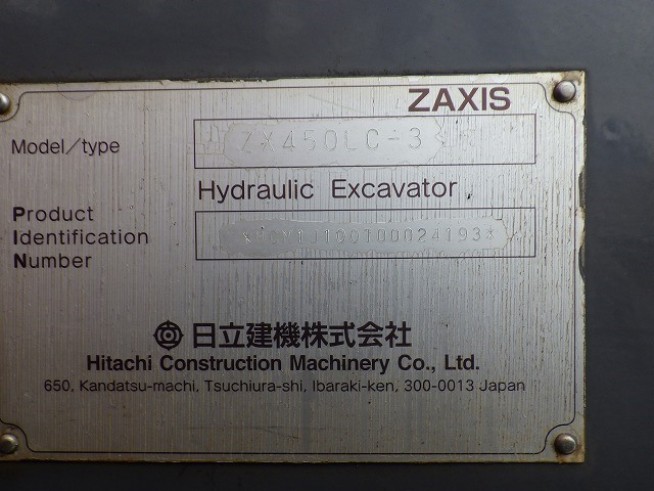 ZAXIS
Model/type
ZX450LC-3
Hydraulic Excavator
Product
Identification
Number
日立建機株式会社
Hitachi Construction Machinery Co., Ltd.
650, Kandatsu-machi, Tsuchiura-shi, Ibaraki-ken, 300-0013 Japan